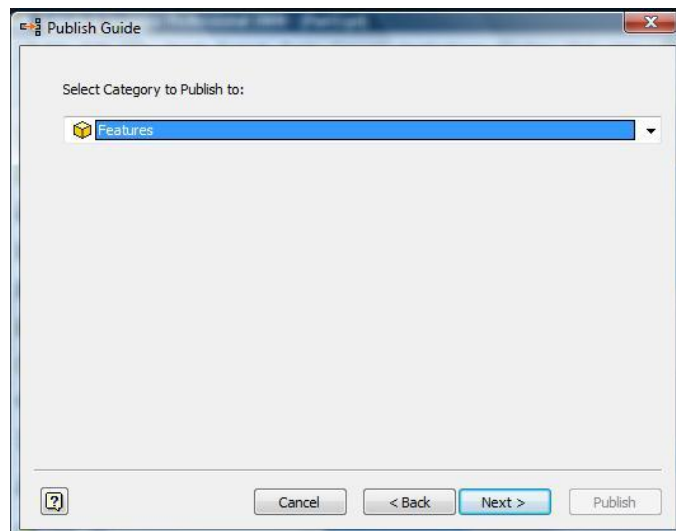 Publish Guide
Select Category to Publish to:
Features
Cancel
< Back
Next >
Publish